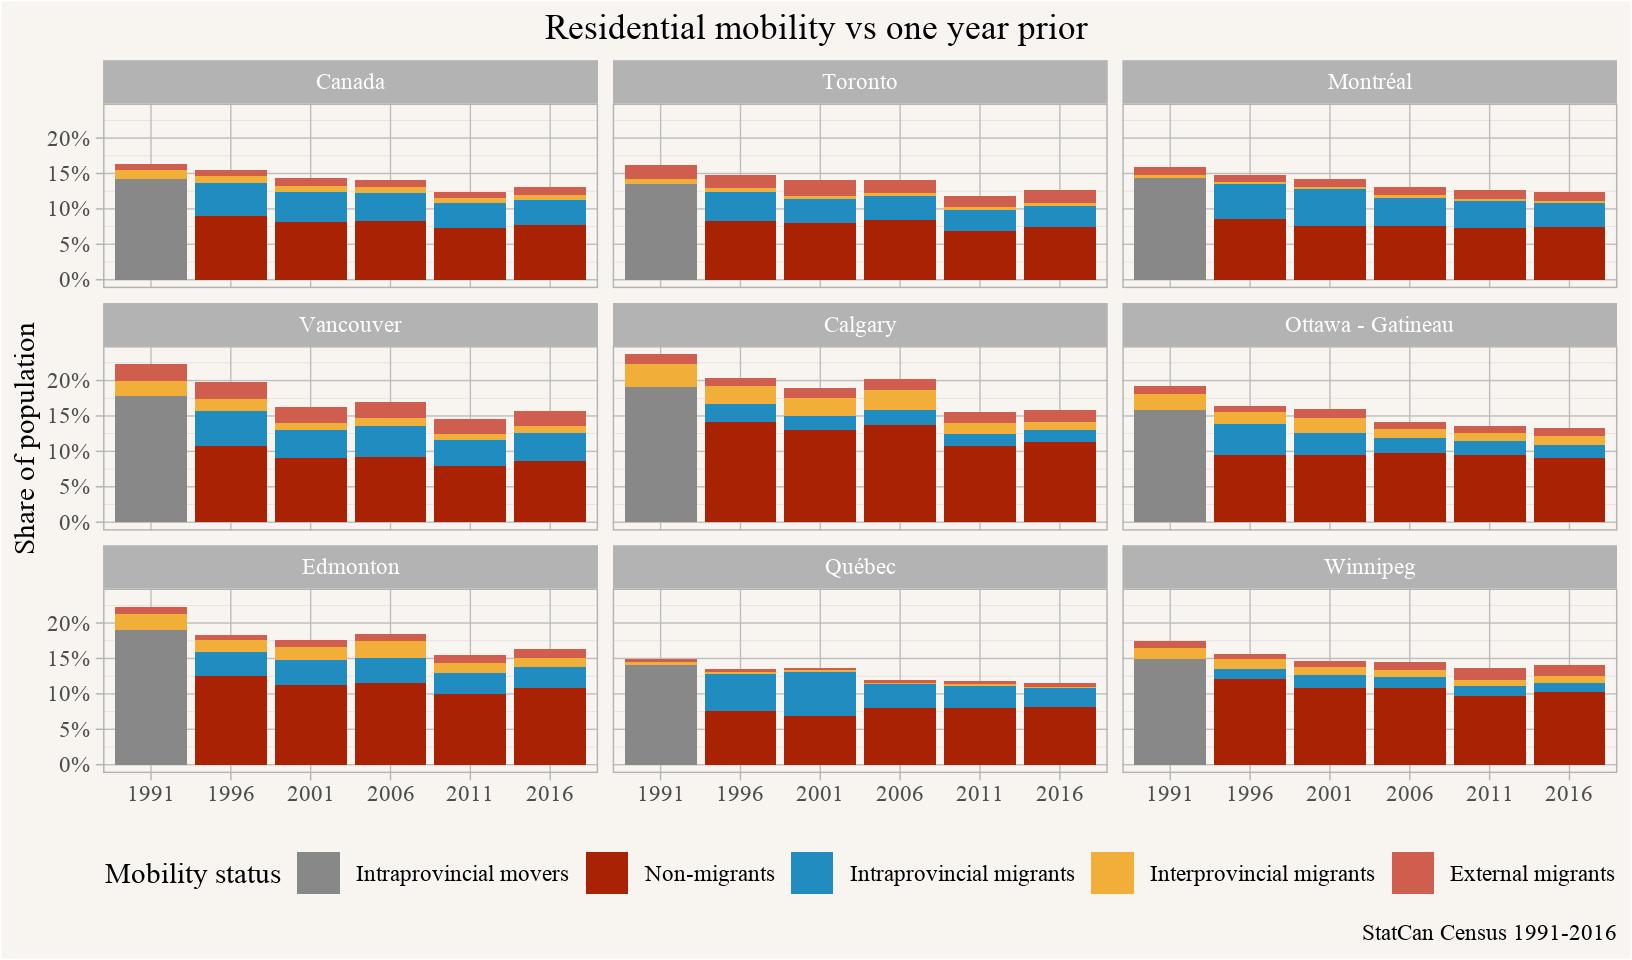 Residential mobility vs one year prior
Canada
Toronto
Montréal
20%
15%
10%
5%
0%
Vancouver
Calgary
Ottawa - Gatineau
20%
15%
10%
5%
0%
Share of population
Edmonton
Québec
Winnipeg
20%
15%
10%
5%
0%
1991 1996 2001 2006 2011 2016
1991 1996 2001 2006 2011 2016
1991 1996 2001 2006 2011 2016
Mobility status Intraprovincial movers Non-migrants Intraprovincial migrants Interprovincial migrants External migrants
StatCan Census 1991-2016